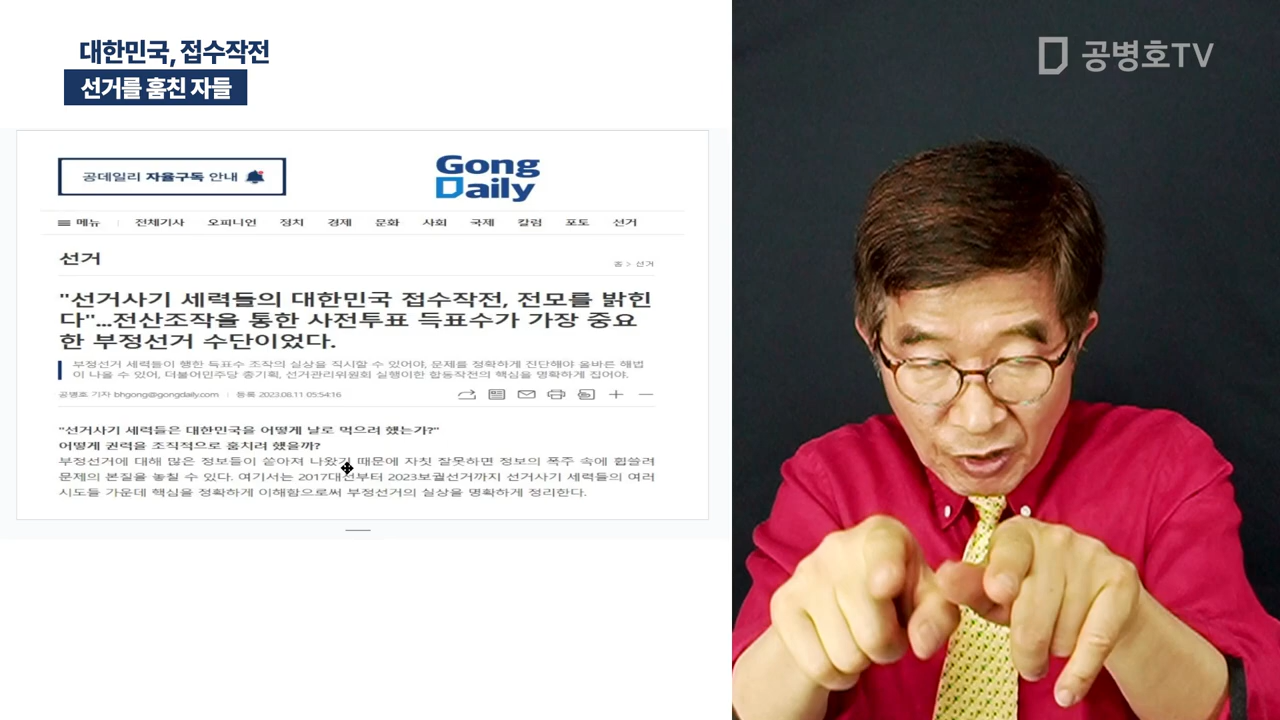 대한민국, 접수작전
선거를 훔친 자들
공병호TV
공데일리 자율구독 안내
Gong
Daily
메뉴 전체기사 오피니언 정치 경제 문화 사회 국제 칼럼 포토 선거
선거
홈 > 선거
"선거사기 세력들의 대한민국 접수작전, 전모를 밝힌
다"...전산조작을 통한 사전투표 득표수가 가장 중요
한 부정선거 수단이었다.
부정선거 세력들이 행한 득표수 조작의 실상을 직시할 수 있어야, 문제를 정확하게 진단해야 올바른 해법
이 나올 수 있어, 더불어민주당 총기획, 선거관리위원회 실행이한 합동작전의 핵심을 명확하게 집어야.
공병호 기자 bhgong@gongdaily.com | 등록 2023.08.11 05:54:16
"선거사기 세력들은 대한민국을 어떻게 날로 먹으려 했는가?"
어떻게 권력을 조직적으로 훔치려 했을까?
부정선거에 대해 많은 정보들이 쏟아져 나왔기 때문에 자칫 잘못하면 정보의 폭주 속에 휩쓸려
문제의 본질을 놓칠 수 있다. 여기서는 2017대선부터 2023보궐선거까지 선거사기 세력들의 여러
시도들 가운데 핵심을 정확하게 이해함으로써 부정선거의 실상을 명확하게 정리한다.